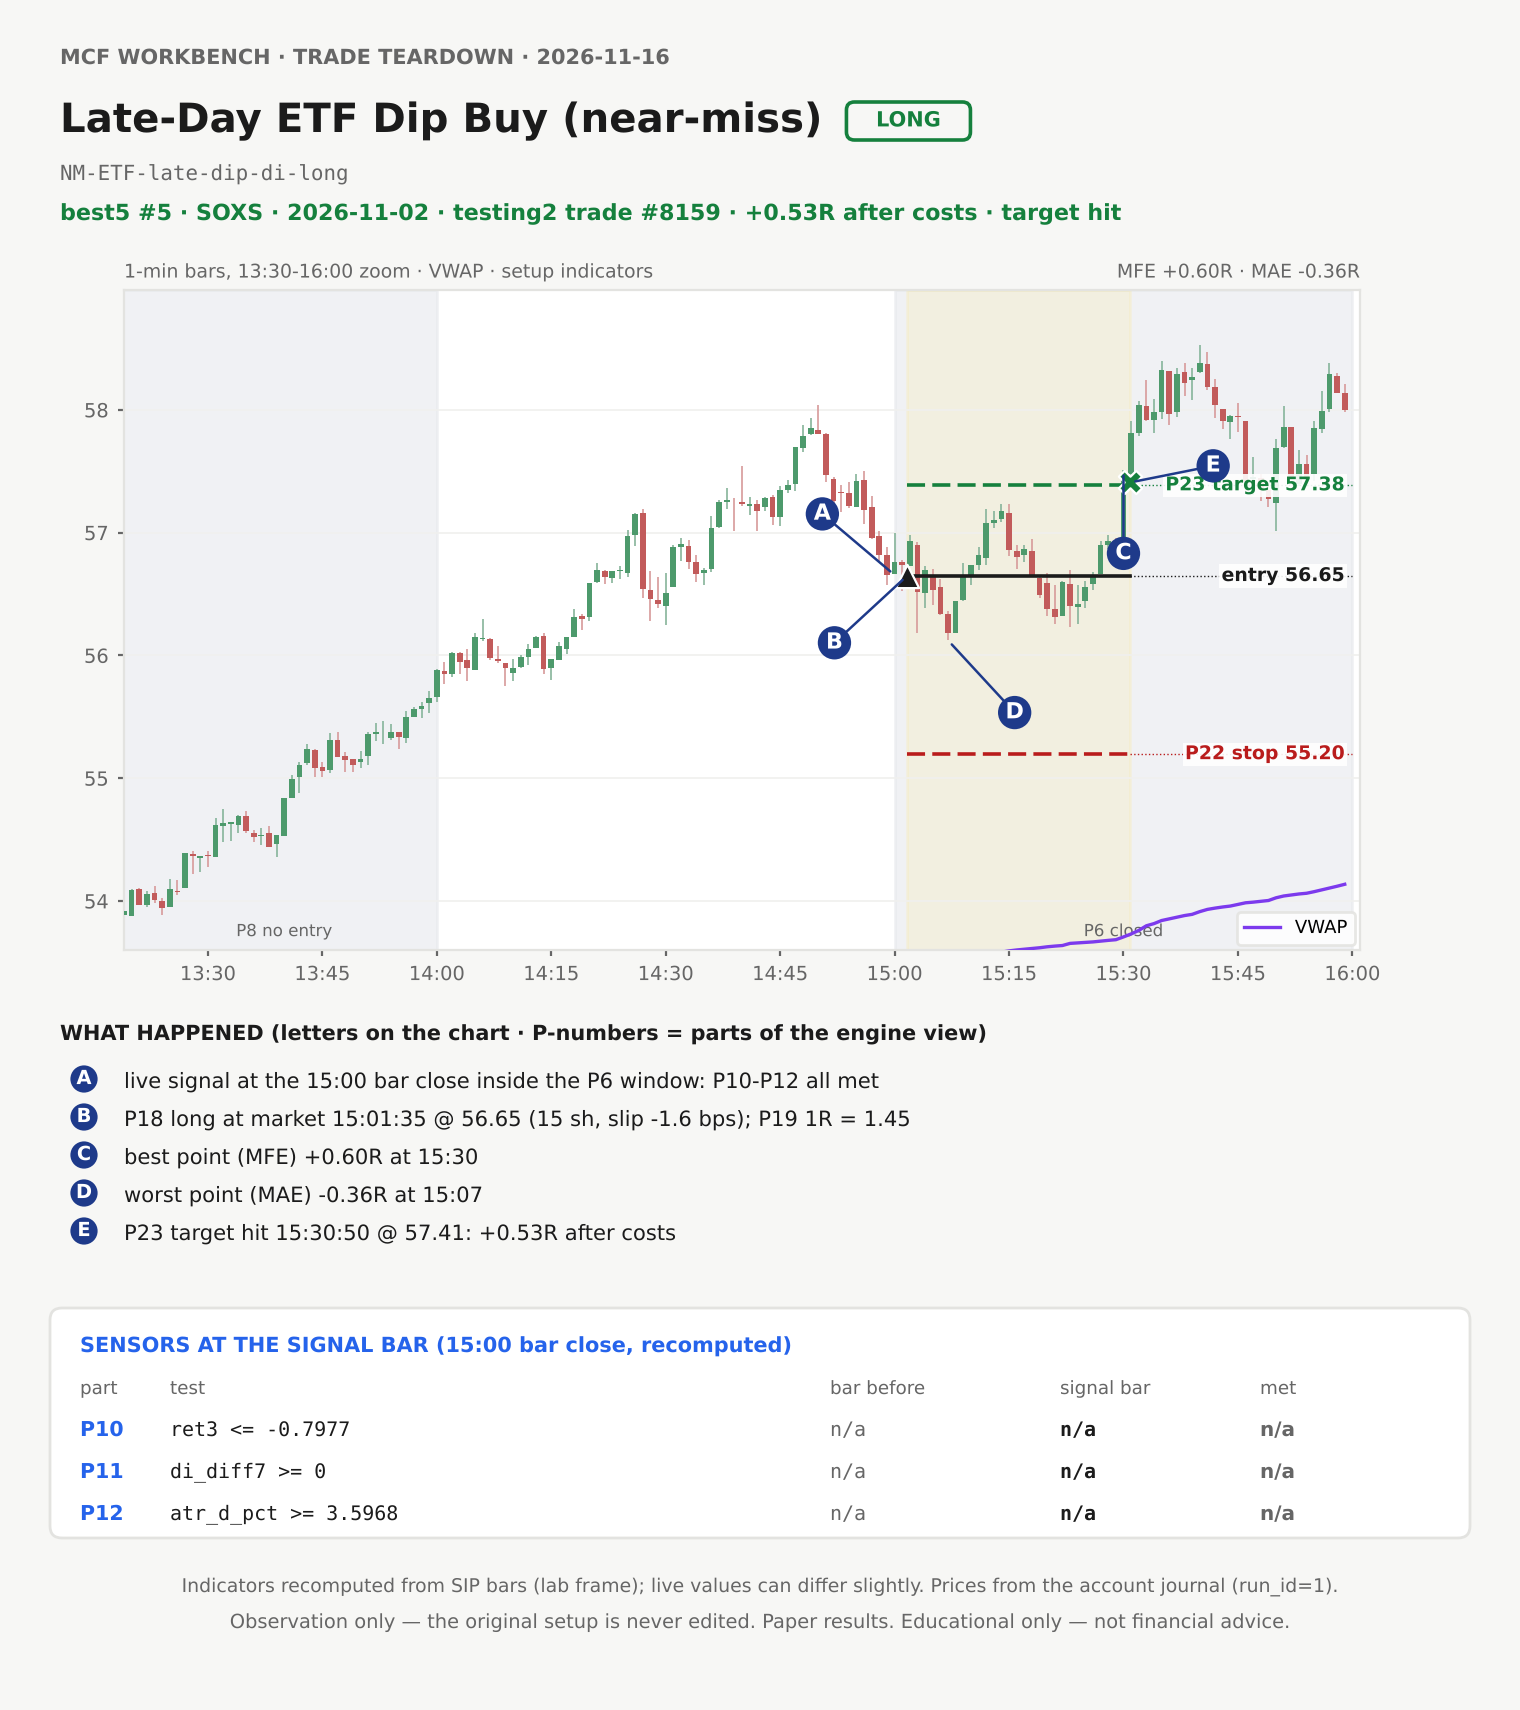 MCF WORKBENCH · TRADE TEARDOWN · 2026-11-16
Late-Day ETF Dip Buy (near-miss) LONG
NM-ETF-late-dip-di-long
best5 #5 · SOXS · 2026-11-02 · testing2 trade #8159 · +0.53R after costs · target hit
1-min bars, 13:30-16:00 zoom · VWAP · setup indicators MFE +0.60R · MAE -0.36R
58
57
56
55
54
A
B
C
D
E
P23 target 57.38
entry 56.65
P22 stop 55.20
P8 no entry
P6 closed
VWAP
13:30 13:45 14:00 14:15 14:30 14:45 15:00 15:15 15:30 15:45 16:00
WHAT HAPPENED (letters on the chart · P-numbers = parts of the engine view)
A live signal at the 15:00 bar close inside the P6 window: P10-P12 all met
B P18 long at market 15:01:35 @ 56.65 (15 sh, slip -1.6 bps); P19 1R = 1.45
C best point (MFE) +0.60R at 15:30
D worst point (MAE) -0.36R at 15:07
E P23 target hit 15:30:50 @ 57.41: +0.53R after costs
SENSORS AT THE SIGNAL BAR (15:00 bar close, recomputed)
part test bar before signal bar met
P10 ret3 <= -0.7977 n/a n/a n/a
P11 di_diff7 >= 0 n/a n/a n/a
P12 atr_d_pct >= 3.5968 n/a n/a n/a
Indicators recomputed from SIP bars (lab frame); live values can differ slightly. Prices from the account journal (run_id=1).
Observation only — the original setup is never edited. Paper results. Educational only — not financial advice.